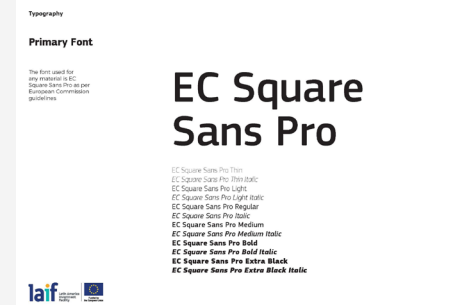 Typography
Primary Font
The font used for
any material is EC
Square Sans Pro as per
European Commission
guidelines
EC Square
Sans Pro
EC Square Sans Pro Thin
EC Square Sans Pro Thin Italic
EC Square Sans Pro Light
EC Square Sans Pro Light Italic
EC Square Sans Pro Regular
EC Square Sans Pro Italic
EC Square Sans Pro Medium
EC Square Sans Pro Medium Italic
EC Square Sans Pro Bold
EC Square Sans Pro Bold Italic
EC Square Sans Pro Extra Black
EC Square Sans Pro Extra Black Italic
laif